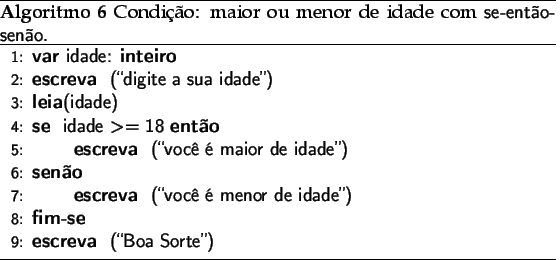 Algoritmo 6 Condição: maior ou menor de idade com se-então-
senão.
1: var idade: inteiro
2: escreva (“digite a sua idade”)
3: leia(idade)
4: se idade >= 18 então
5: escreva (“você é maior de idade”)
6: senão
7: escreva (“você é menor de idade”)
8: fim-se
9: escreva (“Boa Sorte”)